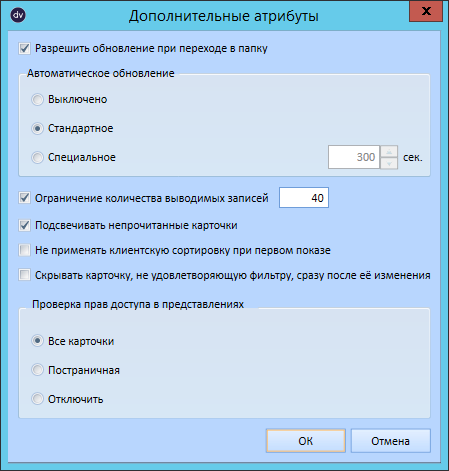 dv Дополнительные атрибуты x
Разрешить обновление при переходе в папку
Автоматическое обновление
Выключено
Стандартное
Специальное 300 сек.
Ограничение количества выводимых записей 40
Подсвечивать непрочитанные карточки
Не применять клиентскую сортировку при первом показе
Скрывать карточку, не удовлетворяющую фильтру, сразу после её изменения
Проверка прав доступа в представлениях
Все карточки
Постраничная
Отключить
ОК Отмена